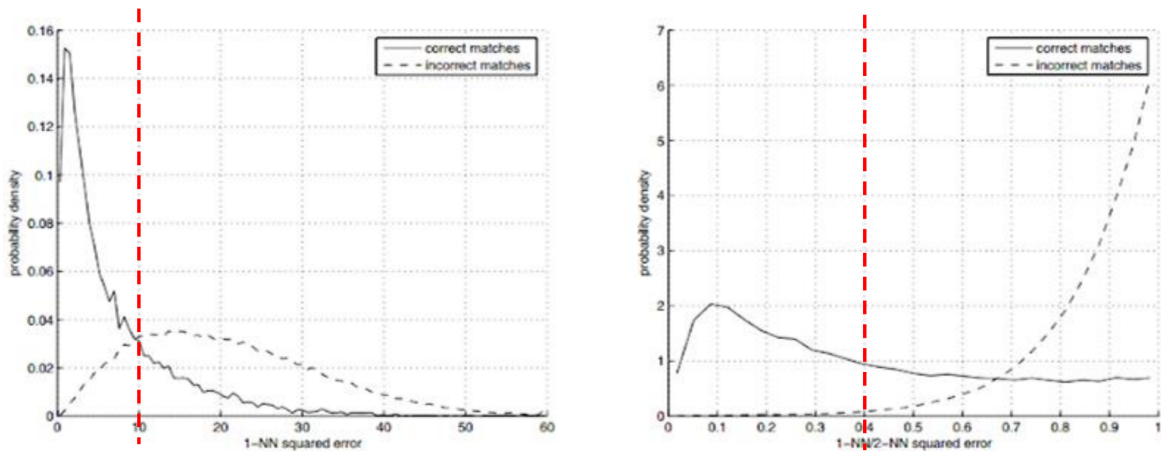 0.16
0.14
0.12
0.1
0.08
0.06
0.04
0.02
0
probability density
correct matches
incorrect matches
0 10 20 30 40 50 60
1-NN squared error
7
6
5
4
3
2
1
0
probability density
correct matches
incorrect matches
0 0.1 0.2 0.3 0.4 0.5 0.6 0.7 0.8 0.9 1
1-NN/2-NN squared error